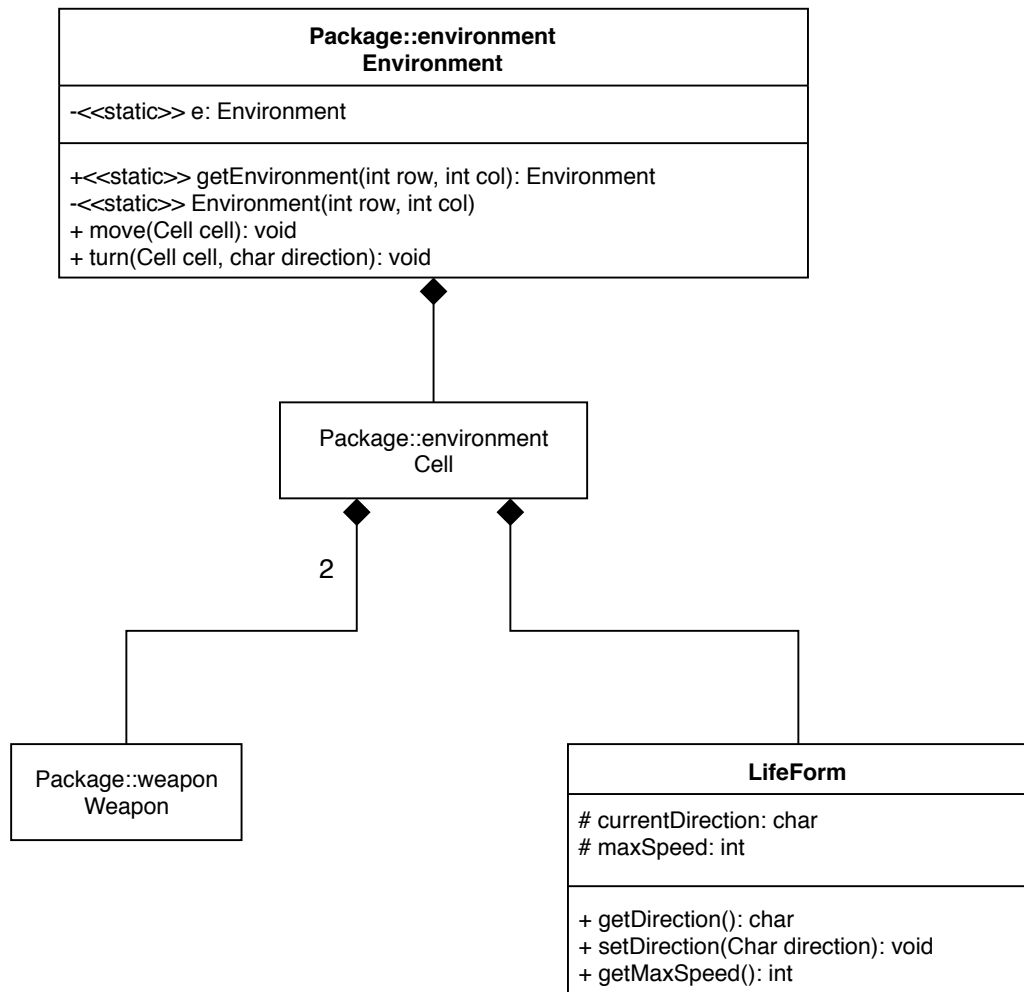 Package::environment
Environment
-<<static>> e: Environment
+<<static>> getEnvironment(int row, int col): Environment
-<<static>> Environment(int row, int col)
+ move(Cell cell): void
+ turn(Cell cell, char direction): void
Package::environment
Cell
2
Package::weapon
Weapon
LifeForm
# currentDirection: char
# maxSpeed: int
+ getDirection(): char
+ setDirection(Char direction): void
+ getMaxSpeed(): int